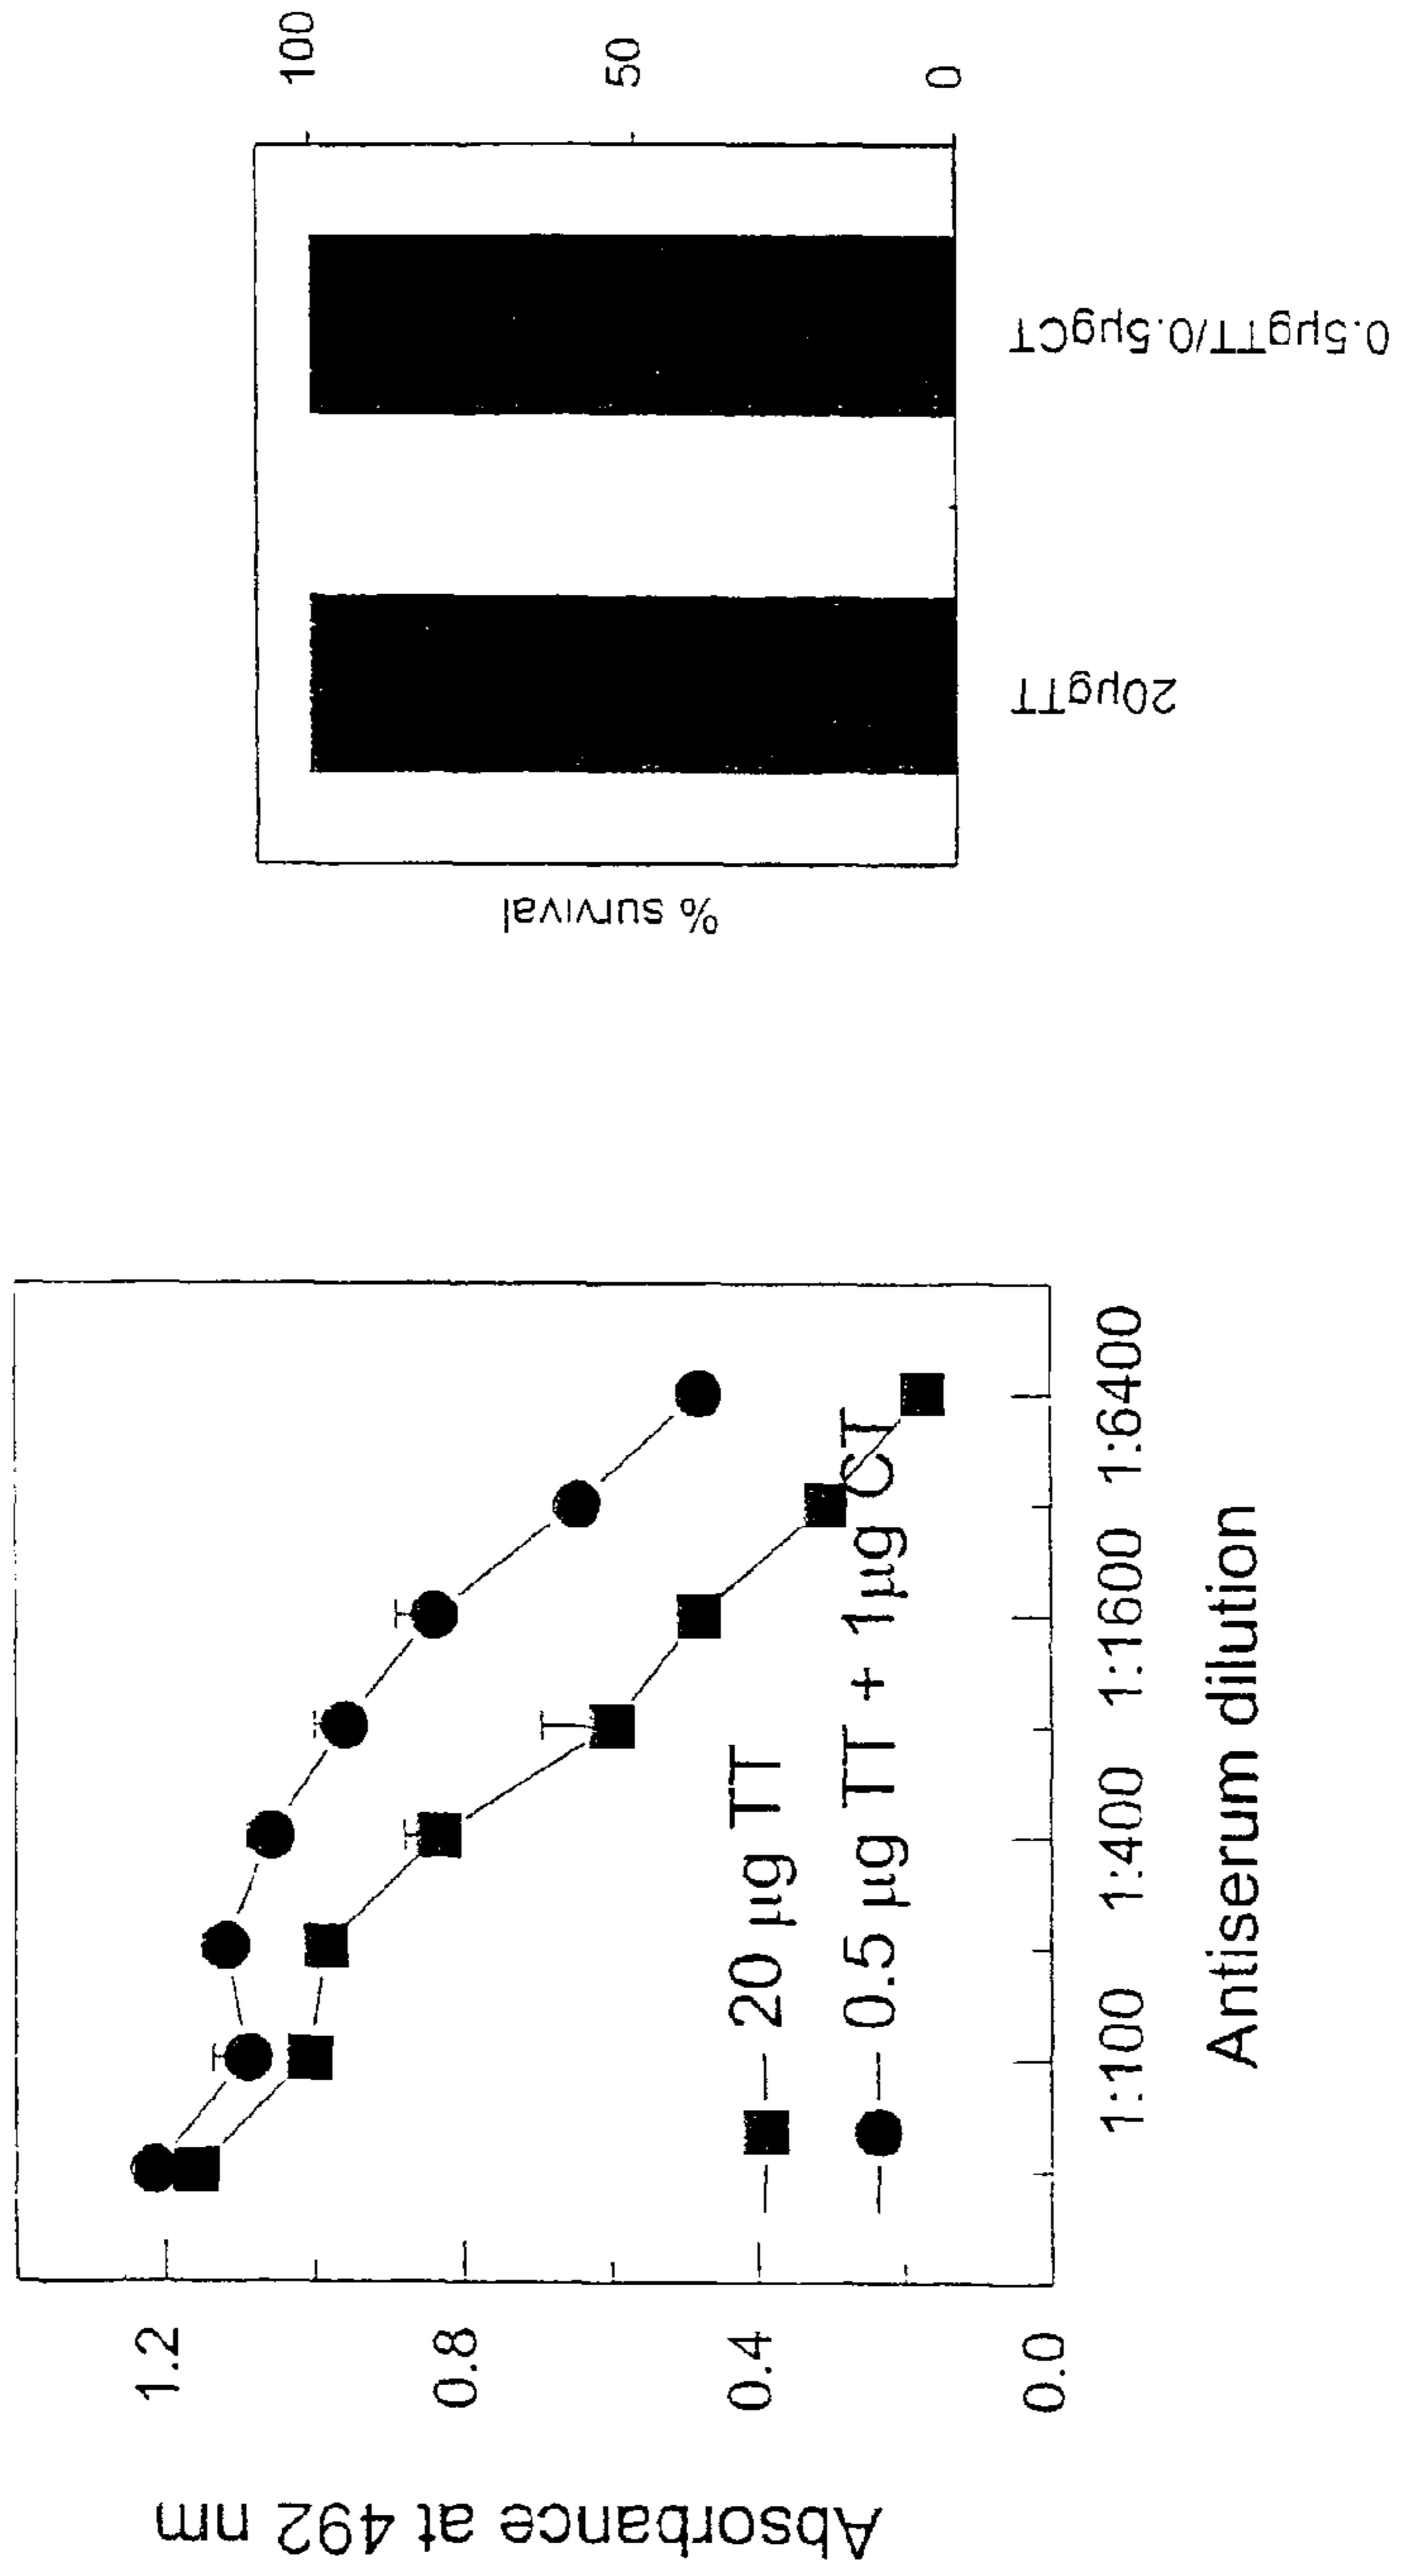 Absorbance at 492 nm
1.2
0.8
0.4
0.0
20 µg TT
0.5 µg TT + 1µg CT
1:100
1:400
1:1600
1:6400
Antiserum dilution
% survival
100
50
0
20µgTT
0.5µgTT/0.5µgCT